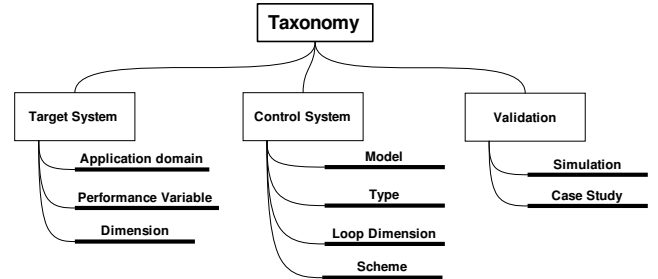 Taxonomy
Target System
Control System
Validation
Application domain
Performance Variable
Dimension
Model
Type
Loop Dimension
Scheme
Simulation
Case Study